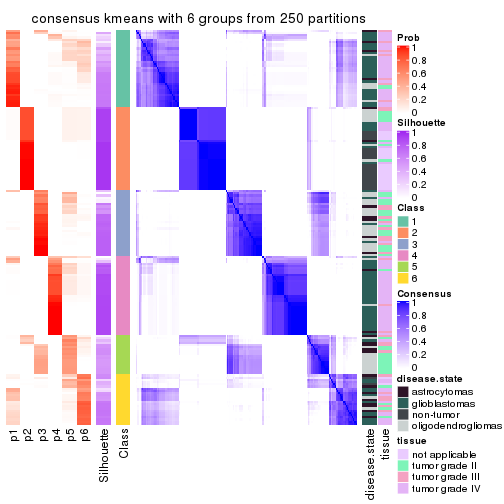 consensus kmeans with 6 groups from 250 partitions
p1
p2
p3
p4
p5
p6
Silhouette
Class
disease.state
tissue
Prob
1
0.8
0.6
0.4
0.2
0
Silhouette
1
0.8
0.6
0.4
0.2
0
Class
1
2
3
4
5
6
Consensus
1
0.8
0.6
0.4
0.2
0
disease.state
astrocytomas
glioblastomas
non-tumor
oligodendrogliomas
tissue
not applicable
tumor grade II
tumor grade III
tumor grade IV